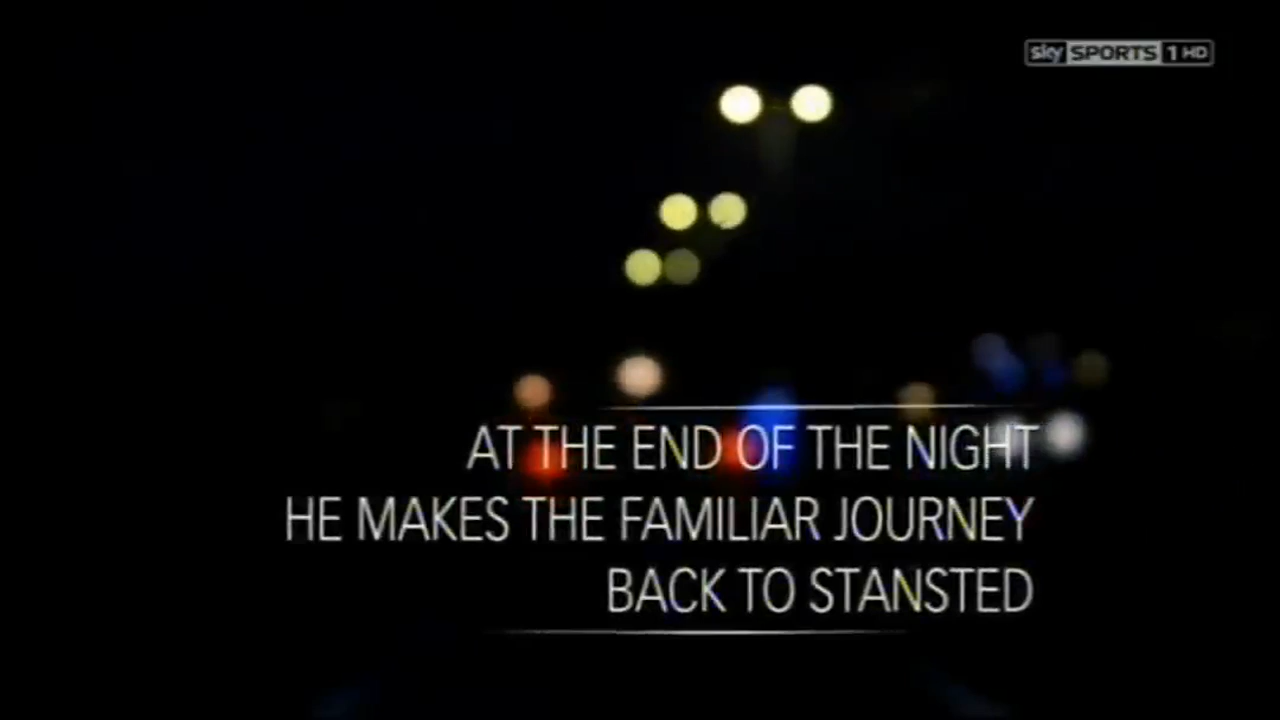 sky SPORTS 1 HD
AT THE END OF THE NIGHT
HE MAKES THE FAMILIAR JOURNEY
BACK TO STANSTED